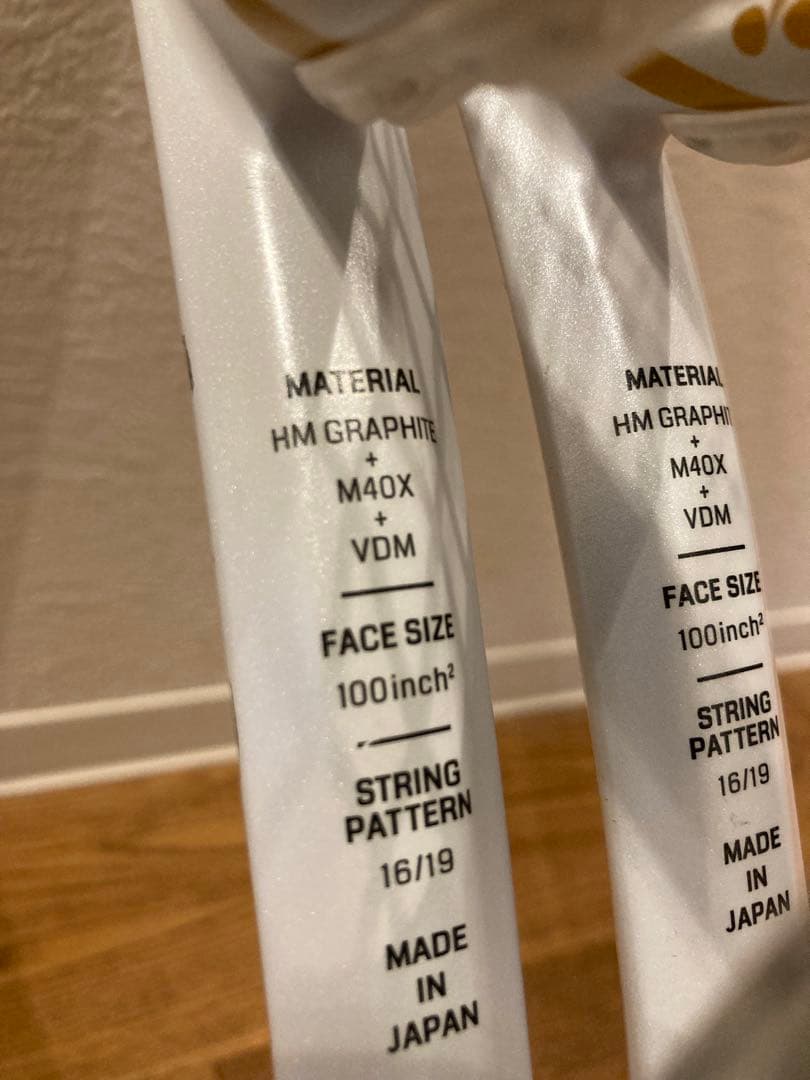 MATERIAL
HM GRAPHITE
+
M40X
+
VDM
FACE SIZE
100inch²
STRING
PATTERN
16/19
MADE
IN
JAPAN
MATERIAL
HM GRAPHIT
+
M40X
+
VDM
FACE SIZE
100inch²
STRING
PATTERN
16/19
MADE
IN
JAPAN